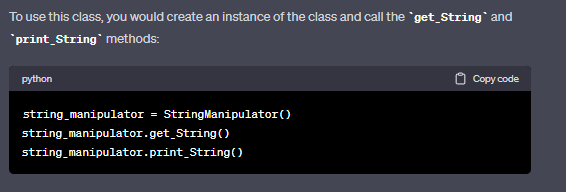 To use this class, you would create an instance of the class and call the `get_String` and
`print_String` methods:
python
Copy code
string_manipulator = StringManipulator()
string_manipulator.get_String()
string_manipulator.print_String()